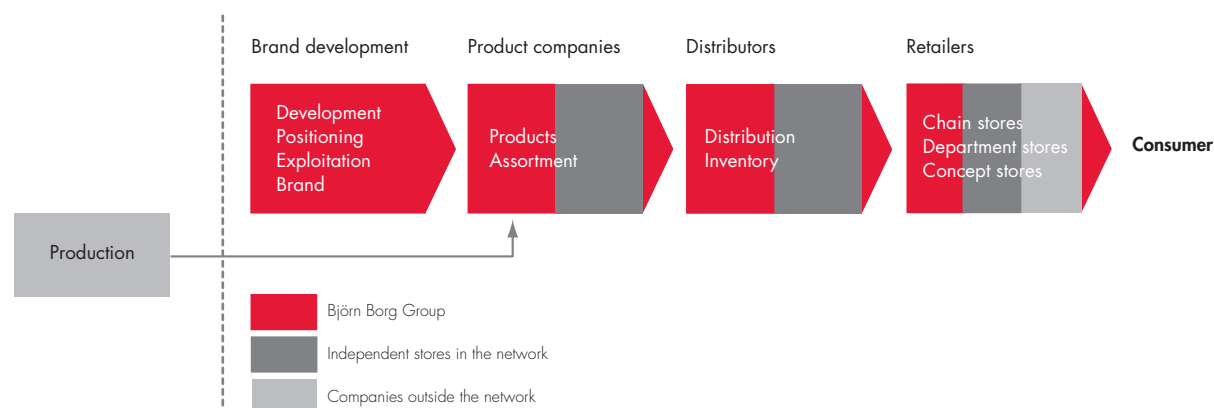 Brand development
Product companies
Distributors
Retailers
Development
Positioning
Exploitation
Brand
Products
Assortment
Distribution
Inventory
Chain stores
Department stores
Concept stores
Consumer
Production
Björn Borg Group
Independent stores in the network
Companies outside the network